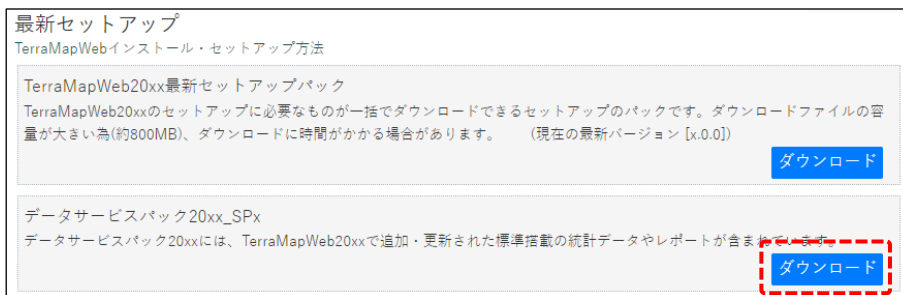 最新セットアップ
TerraMapWebインストール・セットアップ方法
TerraMapWeb20xx最新セットアップパック
TerraMapWeb20xxのセットアップに必要なものが一括でダウンロードできるセットアップのパックです。ダウンロードファイルの容
量が大きい為(約800MB)、ダウンロードに時間がかかる場合があります。 (現在の最新バージョン [x.0.0])
ダウンロード
データサービスパック20xx_SPx
データサービスパック20xxには、TerraMapWeb20xxで追加・更新された標準搭載の統計データやレポートが含まれています。
ダウンロード